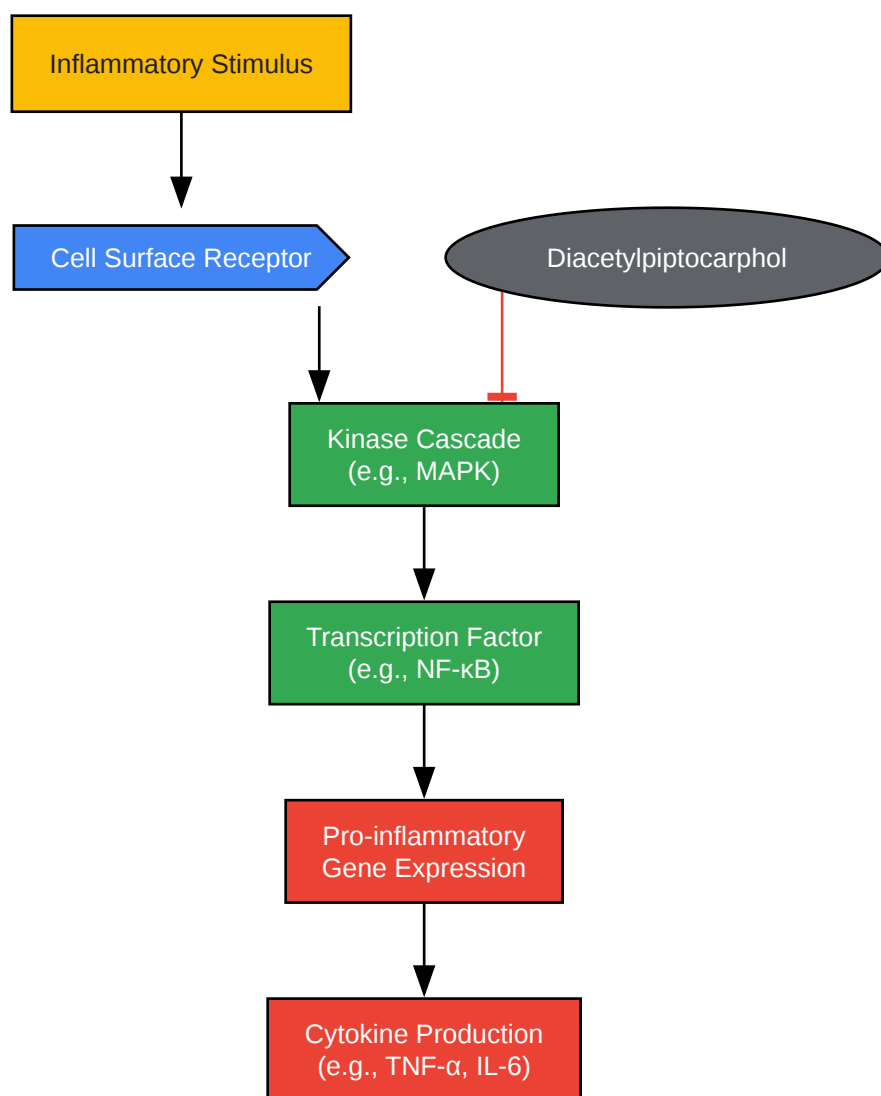 Inflammatory Stimulus
Cell Surface Receptor
Diacetylpiptocarphol
Kinase Cascade
(e.g., MAPK)
Transcription Factor
(e.g., NF-κB)
Pro-inflammatory
Gene Expression
Cytokine Production
(e.g., TNF-α, IL-6)